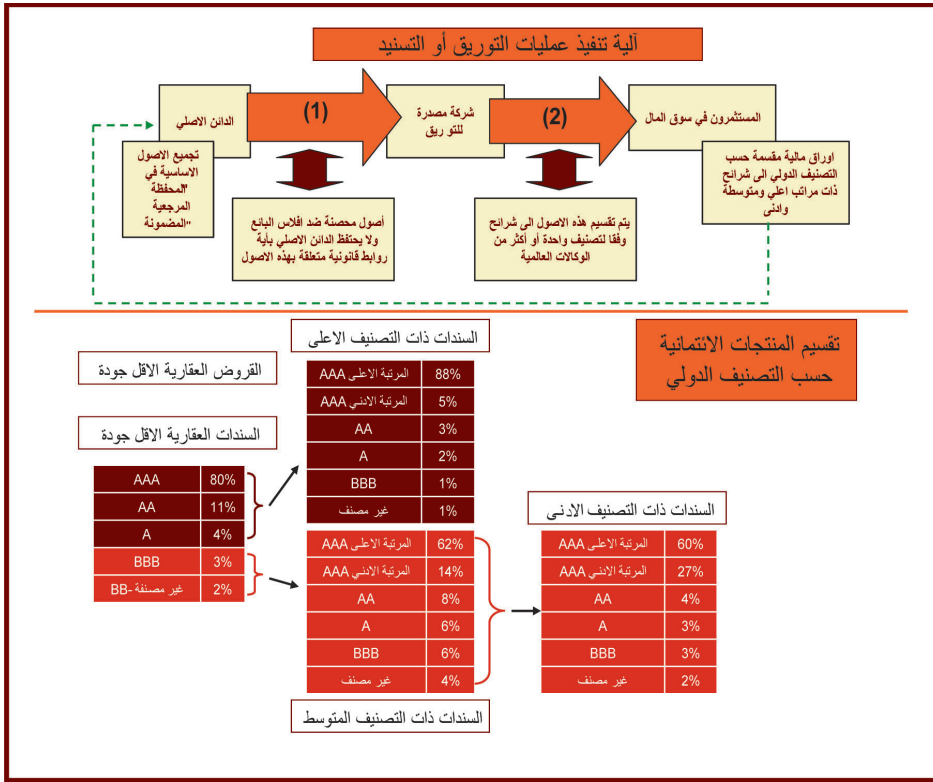 آلية تنفيذ عمليات التوريق أو التسنيد
الدائن الاصلي
(1)
شركة مصدرة
للتو ريق
(2)
المستثمرون في سوق المال
تجميع الاصول
الاساسية في
"المحفظة
المرجعية
المضمونة"
أصول محصنة ضد افلاس البائع
ولا يحتفظ الدائن الاصلي بأية
روابط قانونية متعلقة بهذه الاصول
يتم تقسيم هذه الاصول الى شرائح
وفقا لتصنيف واحدة أو أكثر من
الوكالات العالمية
اوراق مالية مقسمة حسب
التصنيف الدولي الى شرائح
ذات مراتب اعلي ومتوسطة
وادنى
تقسيم المنتجات الائتمانية
حسب التصنيف الدولي
القروض العقارية الاقل جودة
السندات العقارية الاقل جودة
AAA 80%
AA 11%
A 4%
BBB 3%
غير مصنفة -BB 2%
السندات ذات التصنيف الاعلى
المرتبة الاعلى AAA 88%
المرتبة الادني AAA 5%
AA 3%
A 2%
BBB 1%
غير مصنف 1%
المرتبة الاعلى AAA 62%
المرتبة الادني AAA 14%
AA 8%
A 6%
BBB 6%
غير مصنف 4%
السندات ذات التصنيف المتوسط
السندات ذات التصنيف الادنى
المرتبة الاعلى AAA 60%
المرتبة الادني AAA 27%
AA 4%
A 3%
BBB 3%
غير مصنف 2%